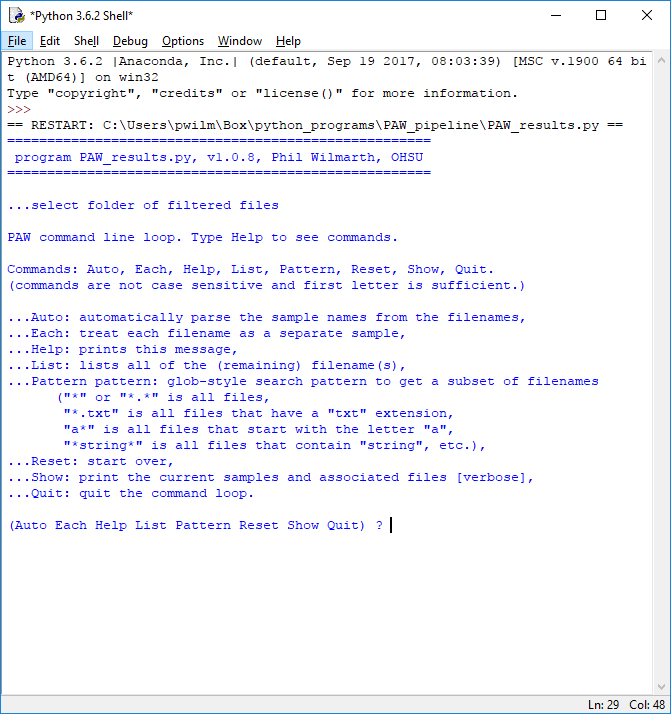 *Python 3.6.2 Shell*
File Edit Shell Debug Options Window Help
Python 3.6.2 |Anaconda, Inc.| (default, Sep 19 2017, 08:03:39) [MSC v.1900 64 bi
t (AMD64)] on win32
Type "copyright", "credits" or "license()" for more information.
>>>
== RESTART: C:\Users\pwilm\Box\python_programs\PAW_pipeline\PAW_results.py ==
=====================================================
 program PAW_results.py, v1.0.8, Phil Wilmarth, OHSU
=====================================================
...select folder of filtered files
PAW command line loop. Type Help to see commands.
Commands: Auto, Each, Help, List, Pattern, Reset, Show, Quit.
(commands are not case sensitive and first letter is sufficient.)
...Auto: automatically parse the sample names from the filenames,
...Each: treat each filename as a separate sample,
...Help: prints this message,
...List: lists all of the (remaining) filename(s),
...Pattern pattern: glob-style search pattern to get a subset of filenames
("*" or "*.*" is all files,
"*.txt" is all files that have a "txt" extension,
"a*" is all files that start with the letter "a",
"*string*" is all files that contain "string", etc.),
...Reset: start over,
...Show: print the current samples and associated files [verbose],
...Quit: quit the command loop.
(Auto Each Help List Pattern Reset Show Quit) ?
Ln: 29 Col: 48